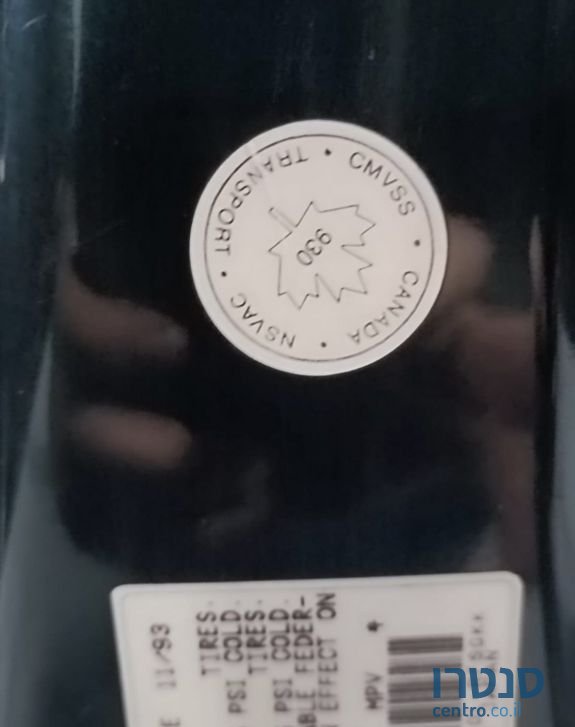 CMVSS • CANADA • NSVAC • TRANSPORT •
930
11/93
TIRES.
PSI COLD.
TIRES.
PSI COLD.
FEDER-
EFFECT ON
MPV
סנטרו
centro.co.il